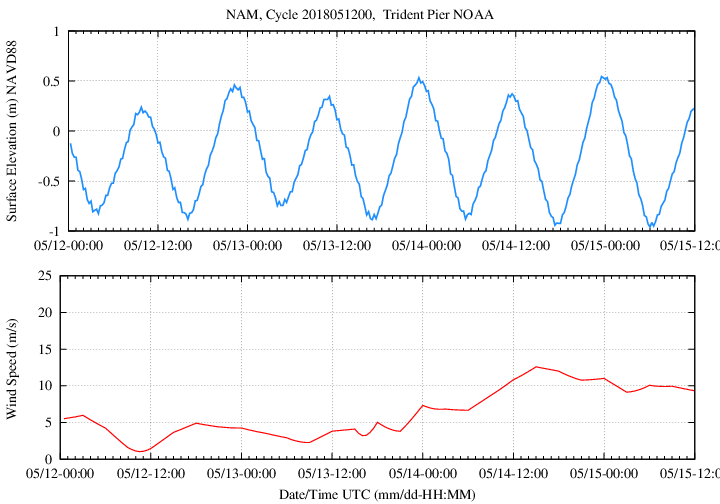 NAM, Cycle 2018051200,  Trident Pier NOAA
Surface Elevation (m) NAVD88
1
0.5
0
-0.5
-1
05/12-00:00 05/12-12:00 05/13-00:00 05/13-12:00 05/14-00:00 05/14-12:00 05/15-00:00 05/15-12:0
Wind Speed (m/s)
25
20
15
10
5
0
05/12-00:00 05/12-12:00 05/13-00:00 05/13-12:00 05/14-00:00 05/14-12:00 05/15-00:00 05/15-12:0
Date/Time UTC (mm/dd-HH:MM)